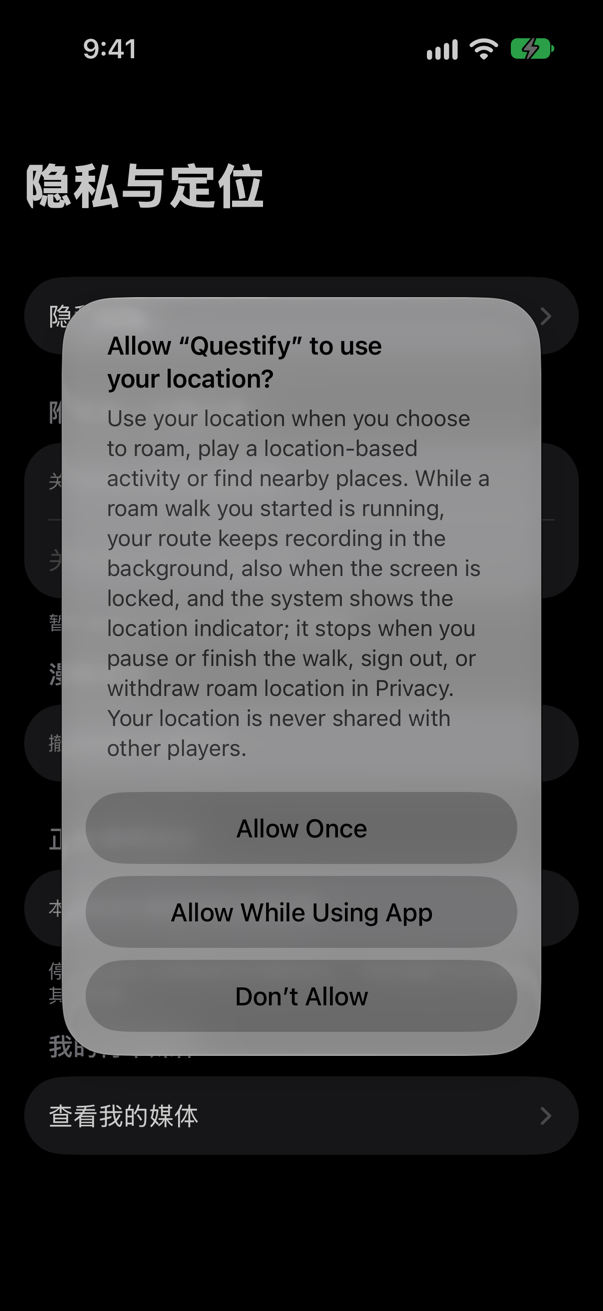 9:41
隐私与定位
Allow “Questify” to use
your location?
Use your location when you choose
to roam, play a location-based
activity or find nearby places. While a
roam walk you started is running,
your route keeps recording in the
background, also when the screen is
locked, and the system shows the
location indicator; it stops when you
pause or finish the walk, sign out, or
withdraw roam location in Privacy.
Your location is never shared with
other players.
Allow Once
Allow While Using App
Don’t Allow
查看我的媒体